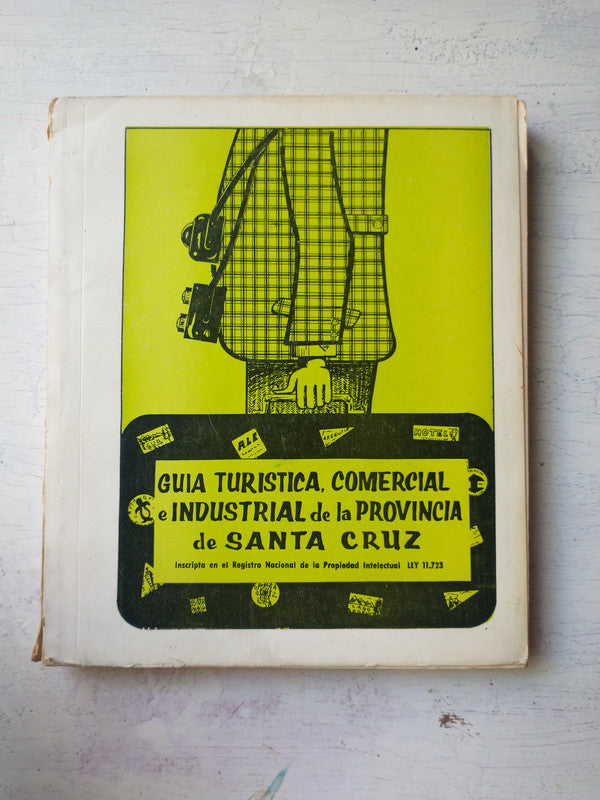 A.L.E
HOTEL
GUIA TURISTICA, COMERCIAL
e INDUSTRIAL de la PROVINCIA
de SANTA CRUZ
Inscripta en el Registro Nacional de la Propiedad Intelectual LEY 11.723